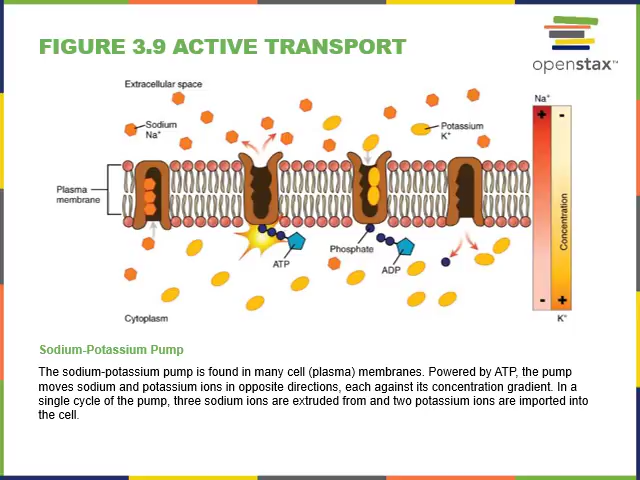 FIGURE 3.9 ACTIVE TRANSPORT
openstax™
Extracellular space
Sodium
Na⁺
Potassium
K⁺
Na⁺
+ -
Plasma
membrane
Concentration
Phosphate
ATP
ADP
- +
Cytoplasm
K⁺
Sodium-Potassium Pump
The sodium-potassium pump is found in many cell (plasma) membranes. Powered by ATP, the pump
moves sodium and potassium ions in opposite directions, each against its concentration gradient. In a
single cycle of the pump, three sodium ions are extruded from and two potassium ions are imported into
the cell.